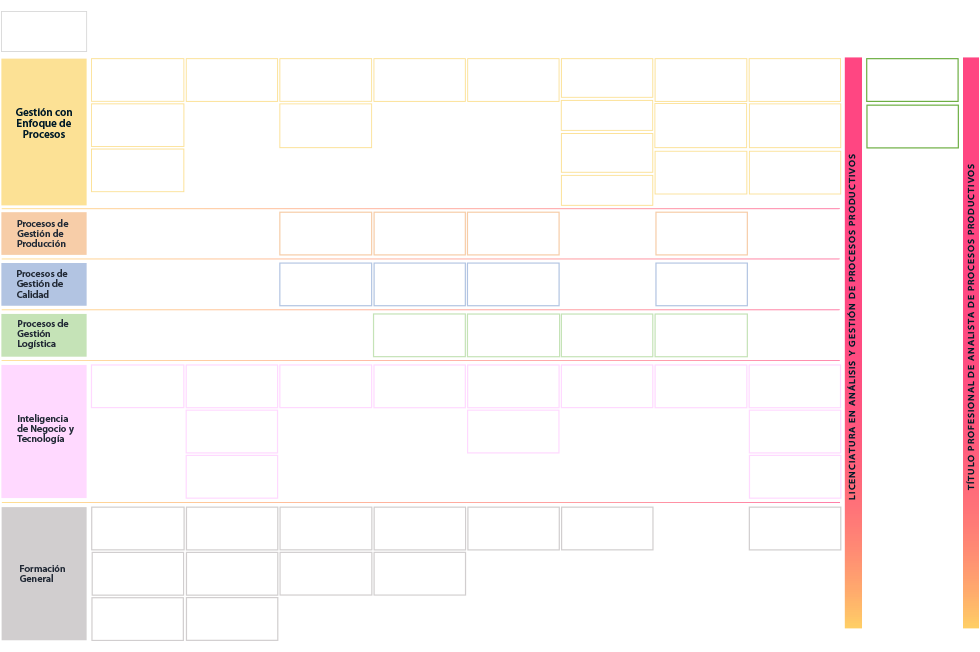 Gestión con
Enfoque de
Procesos
Procesos de
Gestión de
Producción
Procesos de
Gestión de
Calidad
Procesos de
Gestión
Logística
Inteligencia
de Negocio y
Tecnología
Formación
General
LICENCIATURA EN ANÁLISIS Y GESTIÓN DE PROCESOS PRODUCTIVOS
TÍTULO PROFESIONAL DE ANALISTA DE PROCESOS PRODUCTIVOS